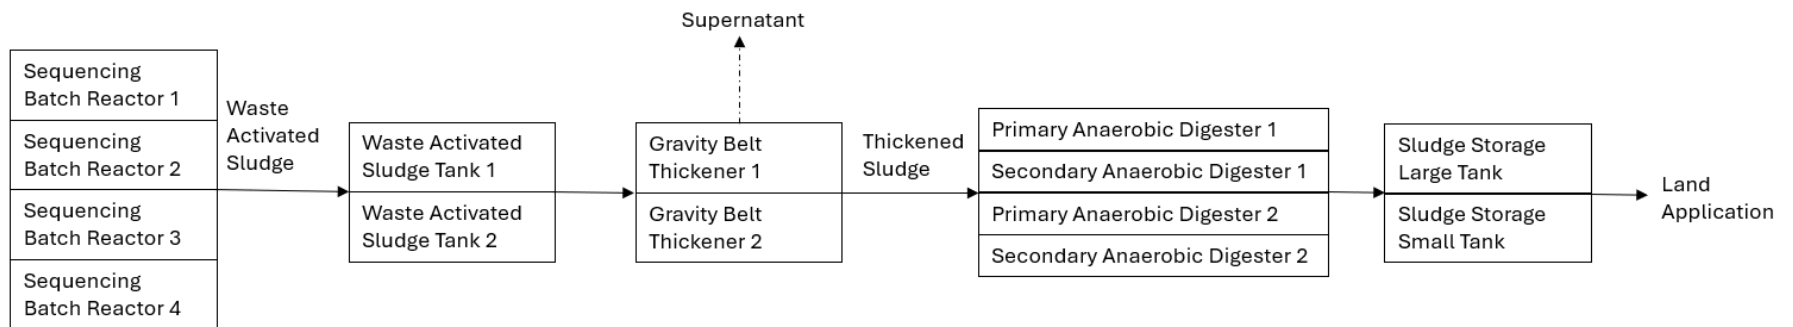 Supernatant
Sequencing
Batch Reactor 1
Sequencing
Batch Reactor 2
Sequencing
Batch Reactor 3
Sequencing
Batch Reactor 4
Waste
Activated
Sludge
Waste Activated
Sludge Tank 1
Waste Activated
Sludge Tank 2
Gravity Belt
Thickener 1
Gravity Belt
Thickener 2
Thickened
Sludge
Primary Anaerobic Digester 1
Secondary Anaerobic Digester 1
Primary Anaerobic Digester 2
Secondary Anaerobic Digester 2
Sludge Storage
Large Tank
Sludge Storage
Small Tank
Land
Application